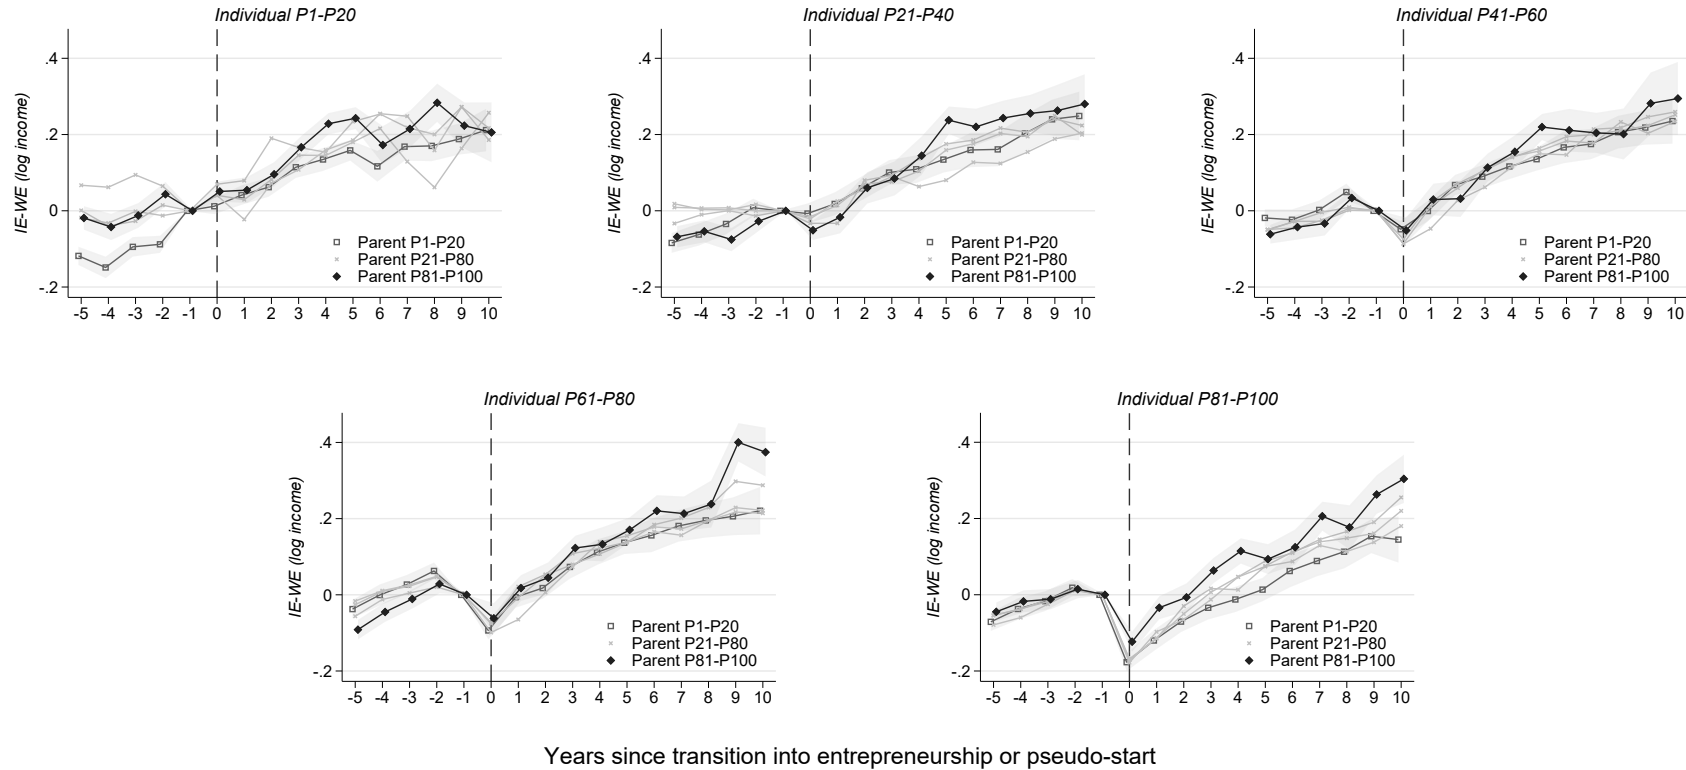 Individual P1-P20
IE-WE (log income)
.4
.2
0
-.2
Parent P1-P20
Parent P21-P80
Parent P81-P100
-5 -4 -3 -2 -1 0 1 2 3 4 5 6 7 8 9 10
Individual P21-P40
IE-WE (log income)
.4
.2
0
-.2
Parent P1-P20
Parent P21-P80
Parent P81-P100
-5 -4 -3 -2 -1 0 1 2 3 4 5 6 7 8 9 10
Individual P41-P60
IE-WE (log income)
.4
.2
0
-.2
Parent P1-P20
Parent P21-P80
Parent P81-P100
-5 -4 -3 -2 -1 0 1 2 3 4 5 6 7 8 9 10
Individual P61-P80
IE-WE (log income)
.4
.2
0
-.2
Parent P1-P20
Parent P21-P80
Parent P81-P100
-5 -4 -3 -2 -1 0 1 2 3 4 5 6 7 8 9 10
Individual P81-P100
IE-WE (log income)
.4
.2
0
-.2
Parent P1-P20
Parent P21-P80
Parent P81-P100
-5 -4 -3 -2 -1 0 1 2 3 4 5 6 7 8 9 10
Years since transition into entrepreneurship or pseudo-start